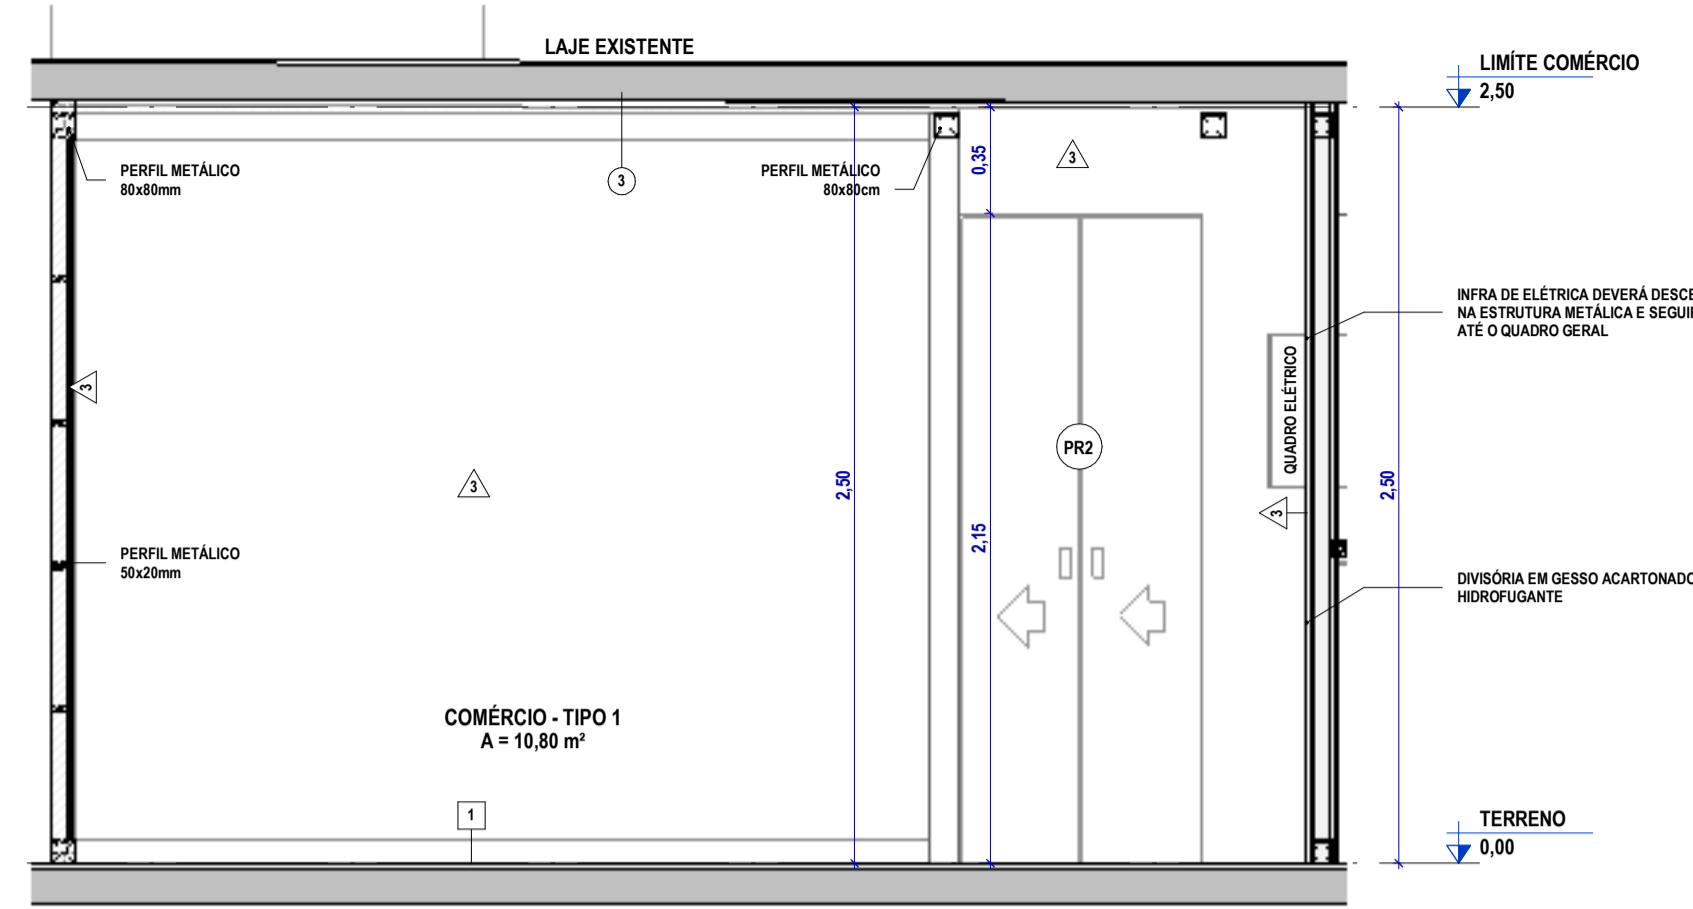 LAJE EXISTENTE
LIMÍTE COMÉRCIO
2,50
PERFIL METÁLICO
80x80mm
3
PERFIL METÁLICO
80x80cm
0,35
3
INFRA DE ELÉTRICA DEVERÁ DESCE
NA ESTRUTURA METÁLICA E SEGUI
ATÉ O QUADRO GERAL
3
QUADRO ELÉTRICO
PR2
3
2,50
2,50
3
2,15
PERFIL METÁLICO
50x20mm
DIVISÓRIA EM GESSO ACARTONADO
HIDROFUGANTE
COMÉRCIO - TIPO 1
A = 10,80 m²
1
TERRENO
0,00